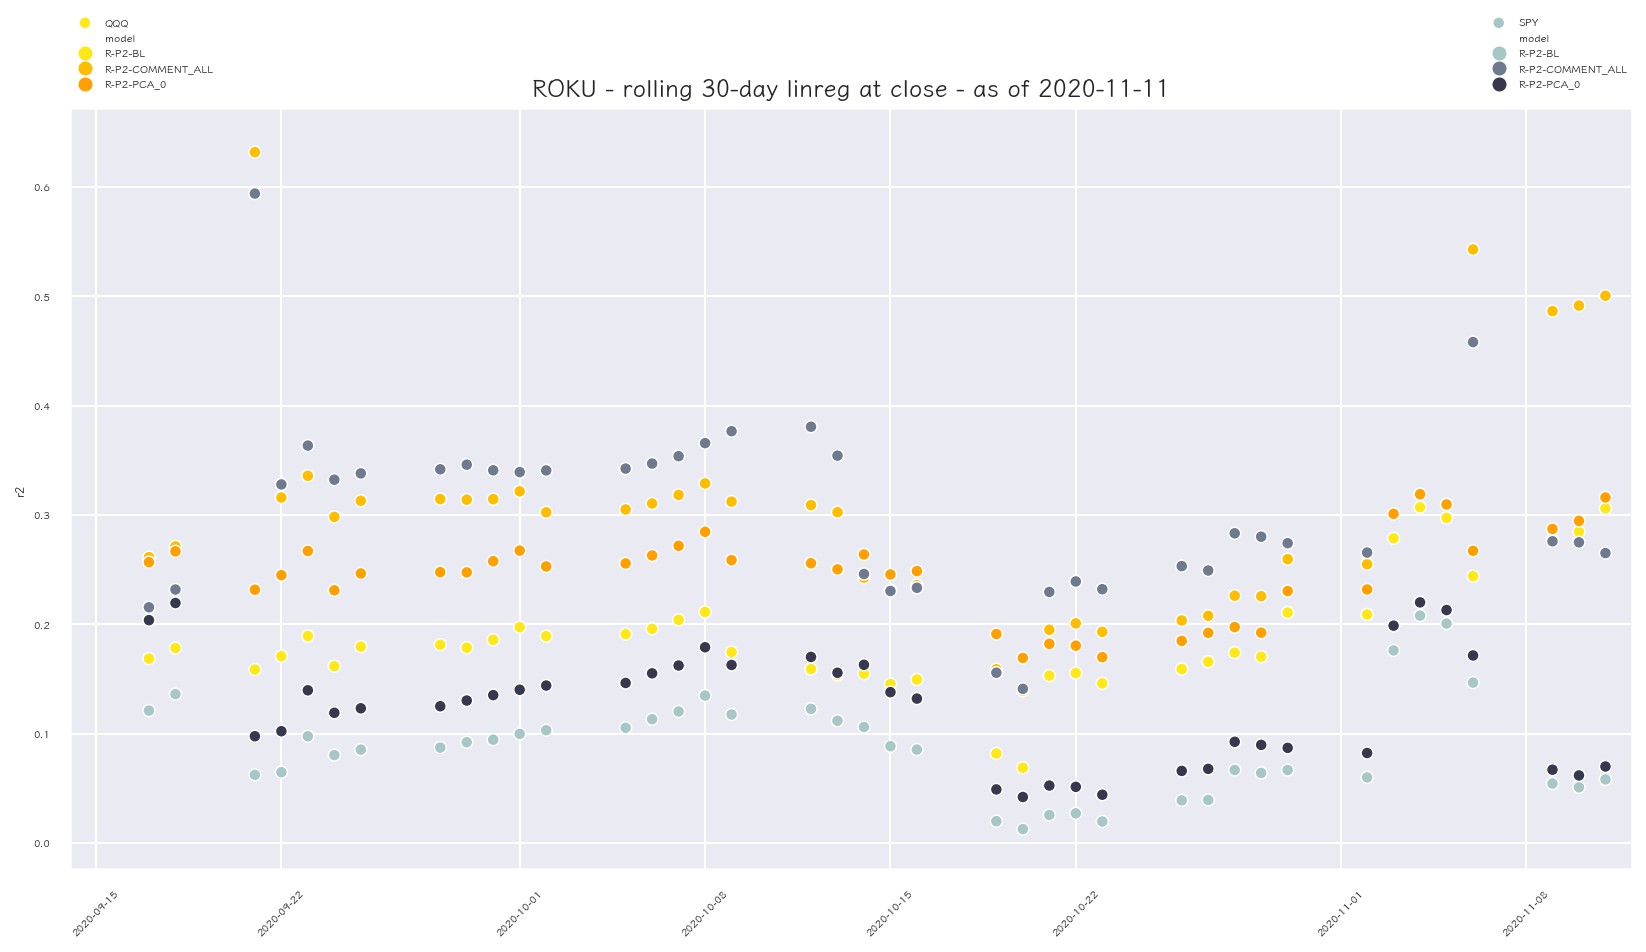 QQQ
model
R-P2-BL
R-P2-COMMENT_ALL
R-P2-PCA_0
SPY
model
R-P2-BL
R-P2-COMMENT_ALL
R-P2-PCA_0
ROKU - rolling 30-day linreg at close - as of 2020-11-11
r2
0.6
0.5
0.4
0.3
0.2
0.1
0.0
2020-09-15
2020-09-22
2020-10-01
2020-10-08
2020-10-15
2020-10-22
2020-11-01
2020-11-08